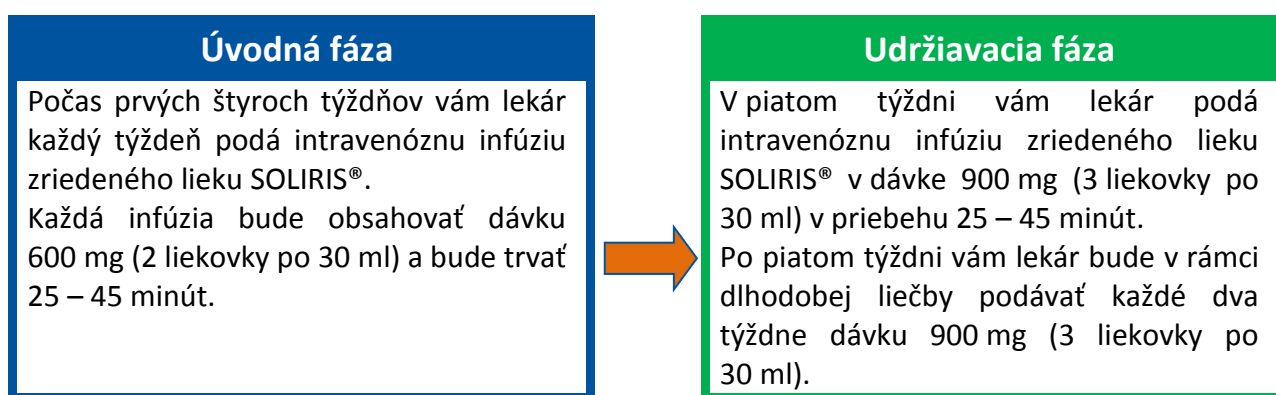 Úvodná fáza
Počas prvých štyroch týždňov vám lekár
každý týždeň podá intravenóznu infúziu
zriedeného lieku SOLIRIS®.
Každá infúzia bude obsahovať dávku
600 mg (2 liekovky po 30 ml) a bude trvať
25 – 45 minút.
Udržiavacia fáza
V piatom týždni vám lekár podá
intravenóznu infúziu zriedeného lieku
SOLIRIS® v dávke 900 mg (3 liekovky po
30 ml) v priebehu 25 – 45 minút.
Po piatom týždni vám lekár bude v rámci
dlhodobej liečby podávať každé dva
týždne dávku 900 mg (3 liekovky po
30 ml).